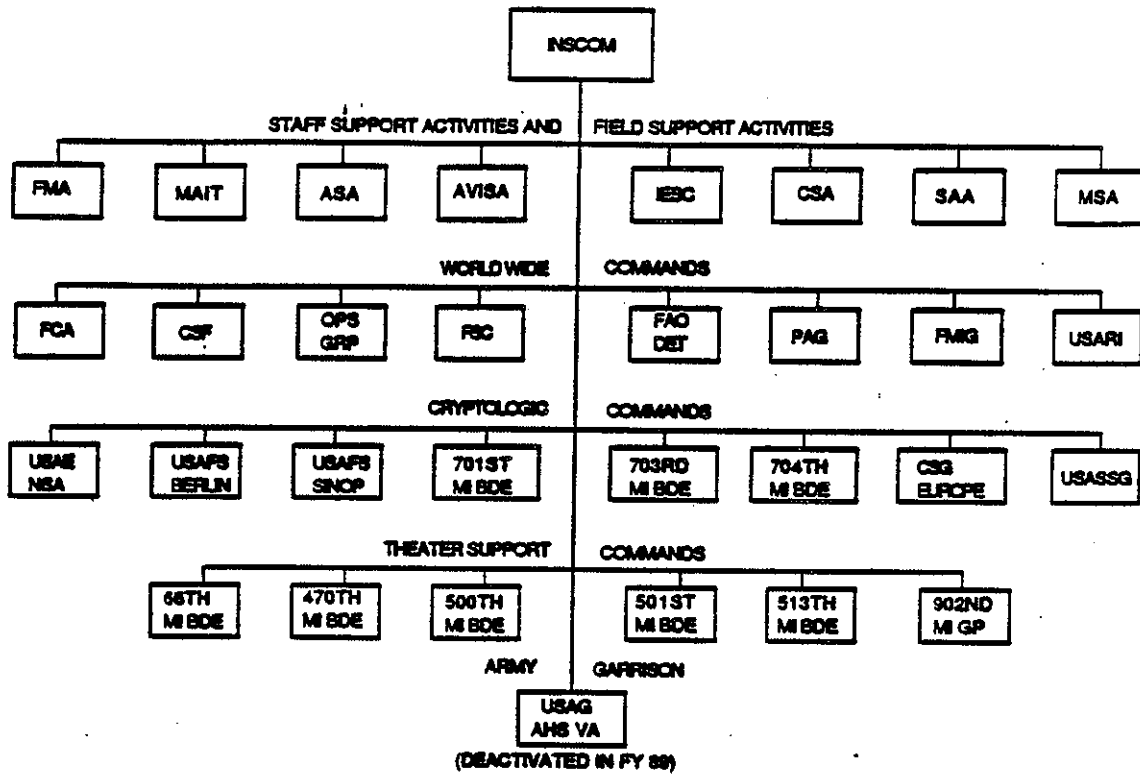 INSCOM
STAFF SUPPORT ACTIVITIES AND FIELD SUPPORT ACTIVITIES
FMA MAIT ASA AVISA IESC CSA SAA MSA
WORLD WIDE COMMANDS
FCA CSF OPS GRP FSC FAO DET PAG FMIG USARI
CRYPTOLOGIC COMMANDS
USAE NSA USAFS BERLIN USAFS SINOP 701ST MI BDE 703RD MI BDE 704TH MI BDE CSG EUROPE USASSG
THEATER SUPPORT COMMANDS
66TH MI BDE 470TH MI BDE 500TH MI BDE 501ST MI BDE 513TH MI BDE 902ND MI GP
ARMY GARRISON
USAG
AHS VA
(DEACTIVATED IN FY 89)